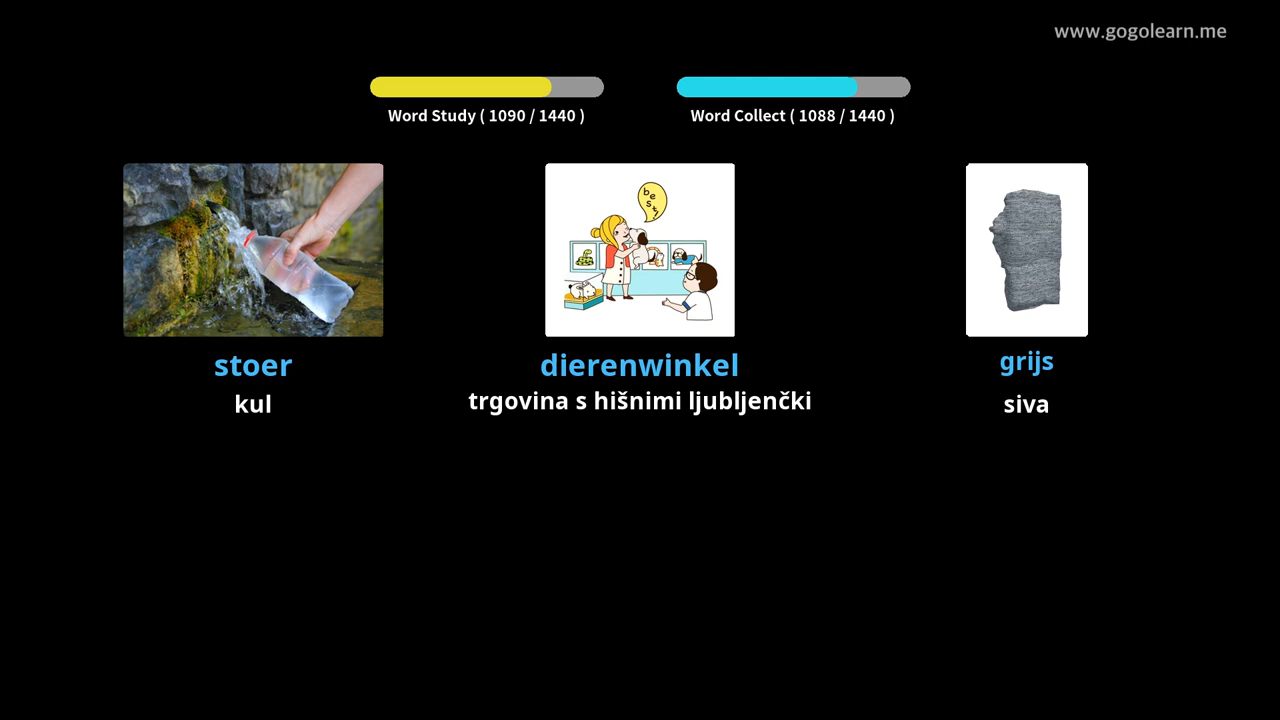 www.gogolearn.me
Word Study ( 1090 / 1440 )
Word Collect ( 1088 / 1440 )
best
stoer
dierenwinkel
grijs
kul
trgovina s hišnimi ljubljenčki
siva